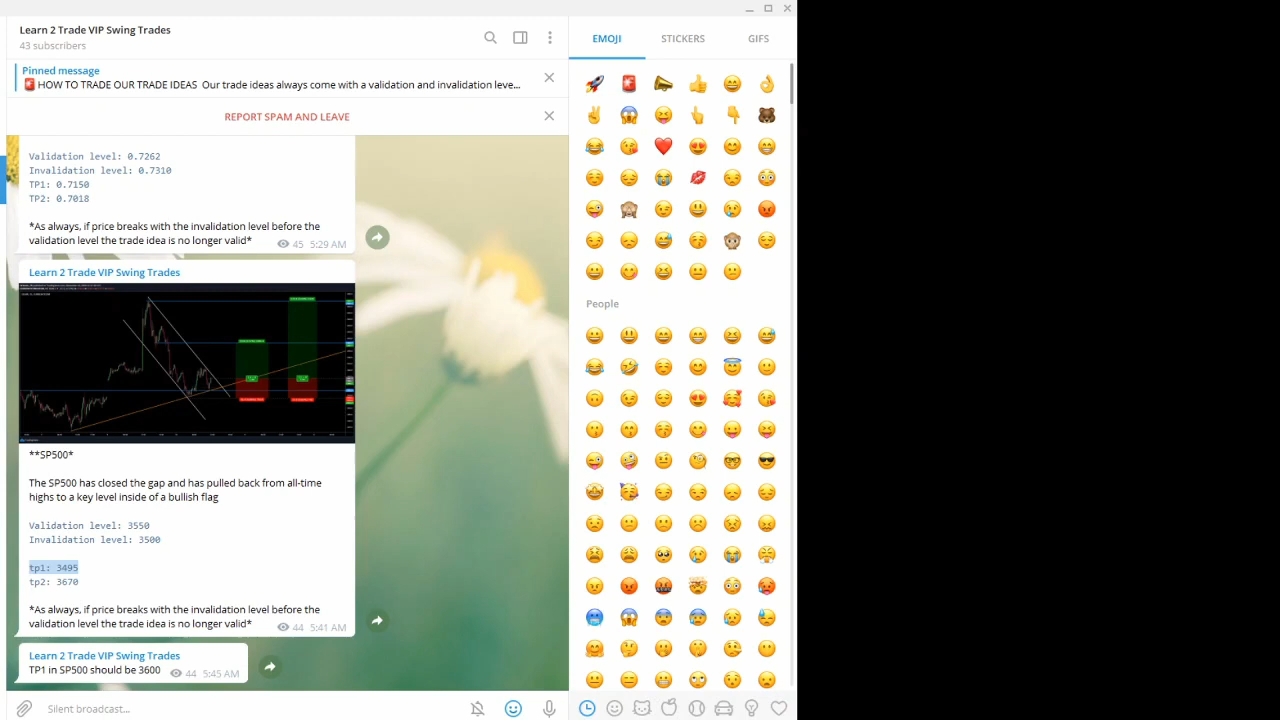 Learn 2 Trade VIP Swing Trades
43 subscribers
Pinned message
HOW TO TRADE OUR TRADE IDEAS Our trade ideas always come with a validation and invalidation leve...
REPORT SPAM AND LEAVE
Validation level: 0.7262
Invalidation level: 0.7310
TP1: 0.7150
TP2: 0.7018
*As always, if price breaks with the invalidation level before the
validation level the trade idea is no longer valid*
45 5:29 AM
Learn 2 Trade VIP Swing Trades
**SP500*
The SP500 has closed the gap and has pulled back from all-time
highs to a key level inside of a bullish flag
Validation level: 3550
Invalidation level: 3500
tp1: 3495
tp2: 3670
*As always, if price breaks with the invalidation level before the
validation level the trade idea is no longer valid*
44 5:41 AM
Learn 2 Trade VIP Swing Trades
TP1 in SP500 should be 3600
44 5:45 AM
Silent broadcast...
EMOJI
STICKERS
GIFS
People